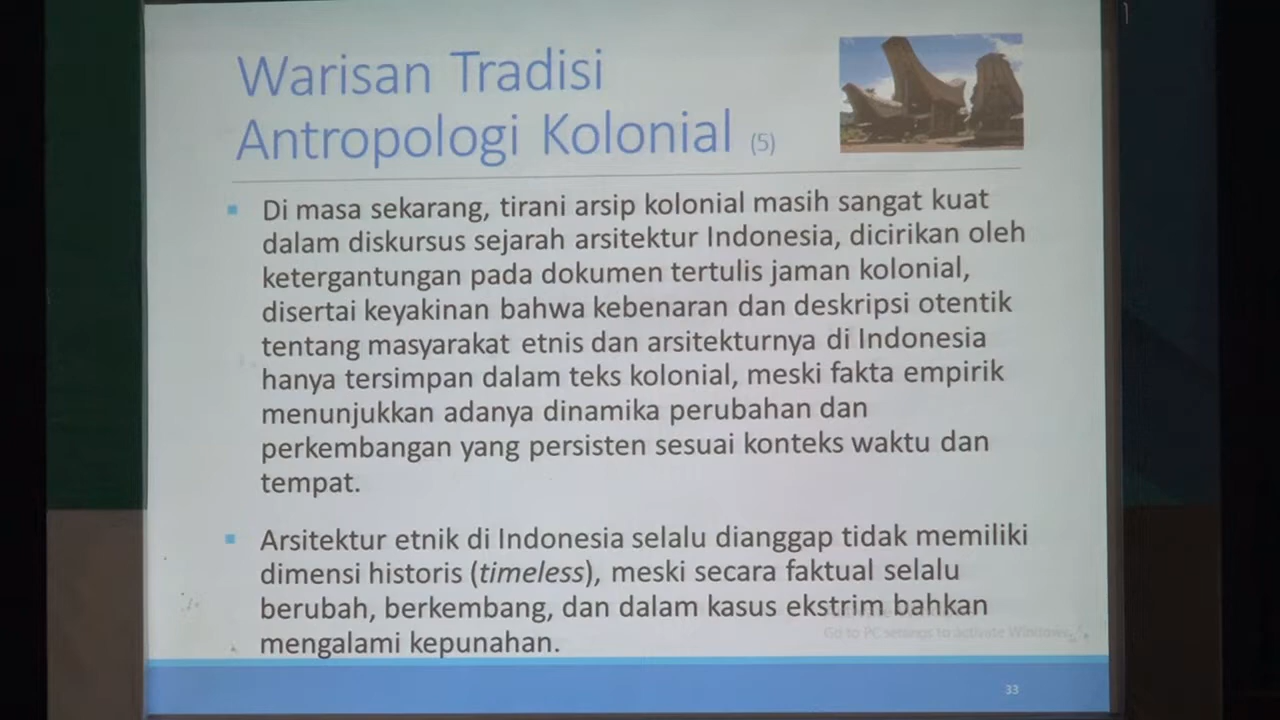 Warisan Tradisi
Antropologi Kolonial (5)
Di masa sekarang, tirani arsip kolonial masih sangat kuat
dalam diskursus sejarah arsitektur Indonesia, dicirikan oleh
ketergantungan pada dokumen tertulis jaman kolonial,
disertai keyakinan bahwa kebenaran dan deskripsi otentik
tentang masyarakat etnis dan arsitekturnya di Indonesia
hanya tersimpan dalam teks kolonial, meski fakta empirik
menunjukkan adanya dinamika perubahan dan
perkembangan yang persisten sesuai konteks waktu dan
tempat.
Arsitektur etnik di Indonesia selalu dianggap tidak memiliki
dimensi historis (timeless), meski secara faktual selalu
berubah, berkembang, dan dalam kasus ekstrim bahkan
mengalami kepunahan.
Go to PC settings to activate Windows.
33